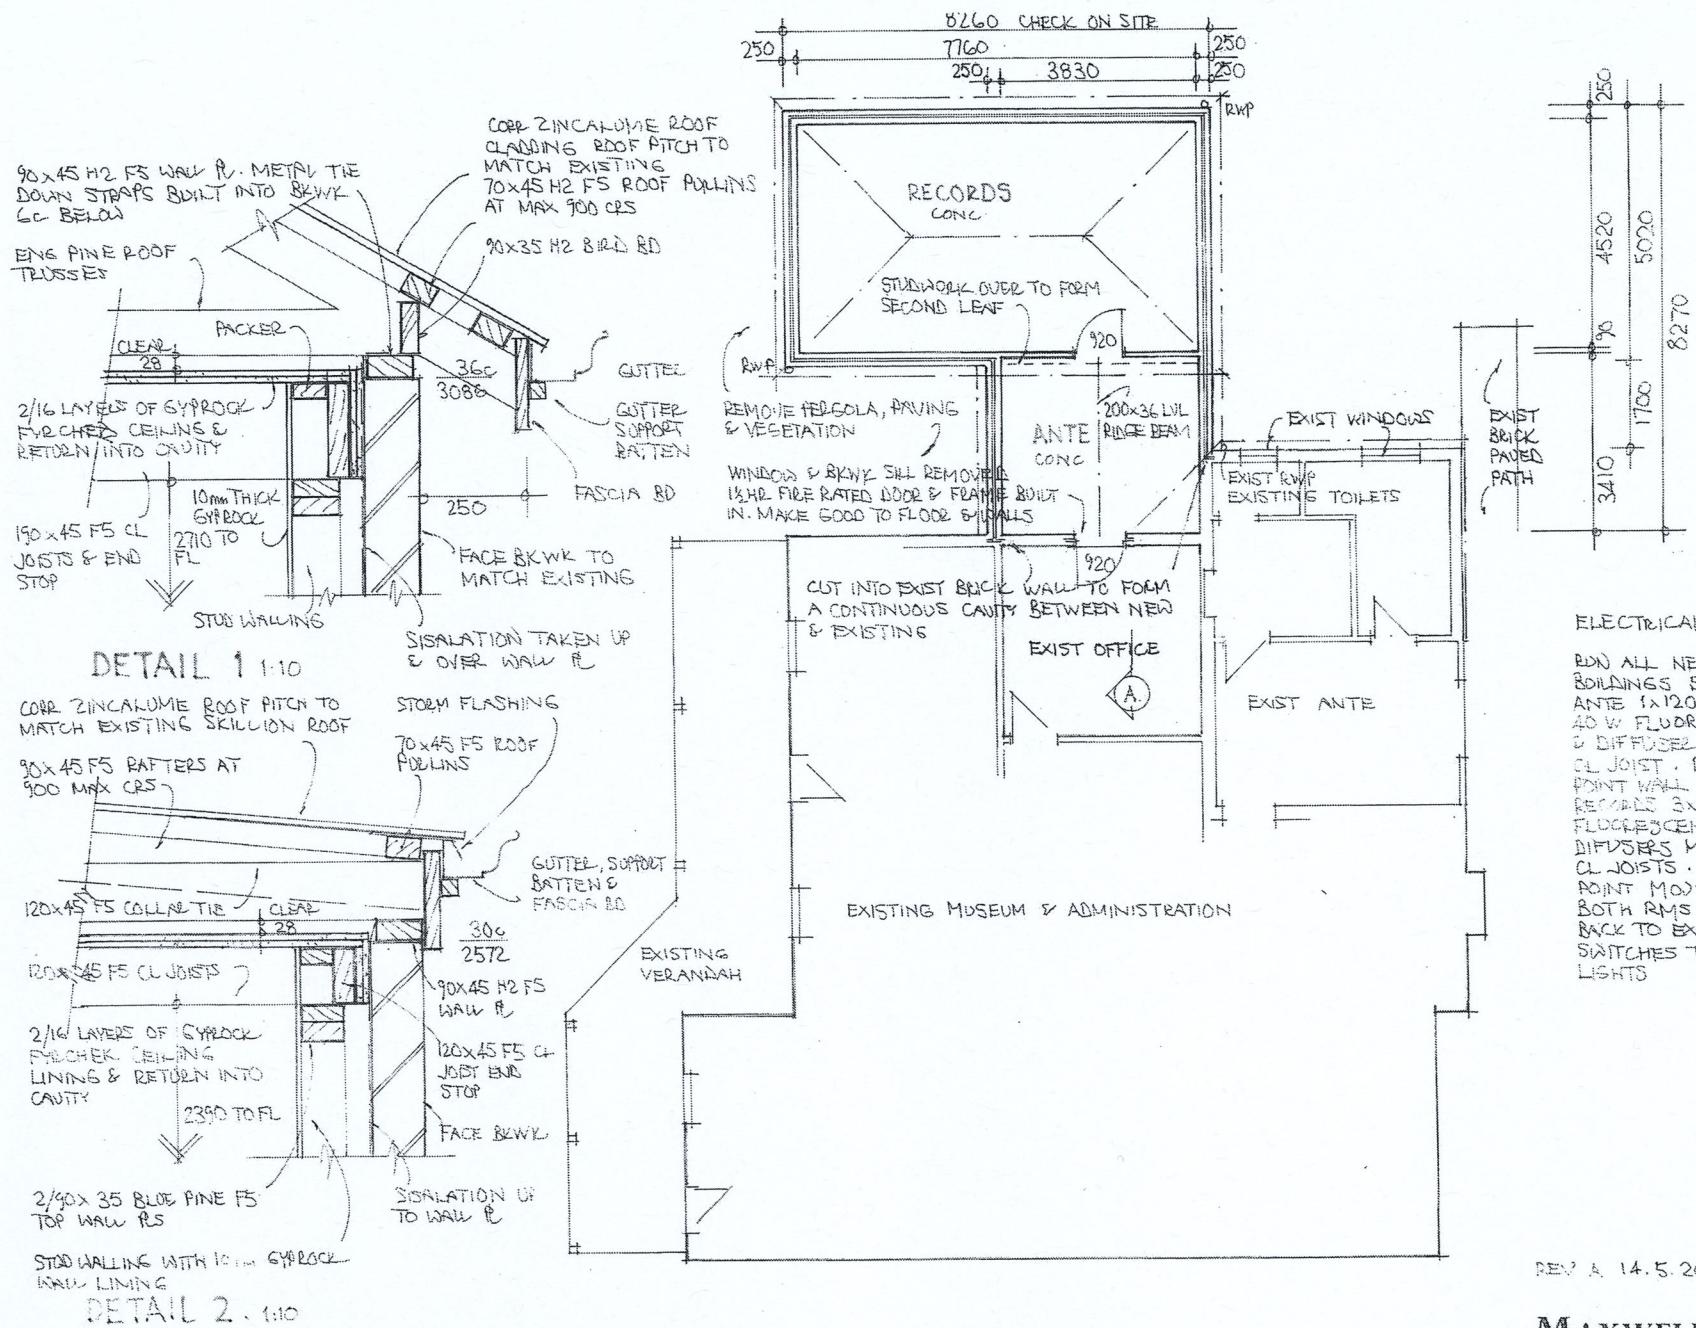 8260 CHECK ON SITE
250
7760
250
250
3830
250
RWP
CORR ZINCALUME ROOF
CLADDING ROOF PITCH TO
MATCH EXISTING
70x45 H2 F5 ROOF PURLINS
AT MAX 900 CRS
90x35 H2 BIRD BD
90x45 H2 F5 WALL PL. METAL TIE
DOWN STRAPS BUILT INTO BKWK
6C BELOW
ENG PINE ROOF
TRUSSES
PACKER
CLEAR
28
36c
3086
GUTTER
GUTTER
SUPPORT
BATTEN
FASCIA BD
250
2/16 LAYERS OF GYPROCK
FYRCHEK CEILING &
RETURN INTO CAVITY
10mm THICK
GYPROCK
2710 TO
FL
190x45 F5 CL
JOISTS & END
STOP
STUD WALLING
FACE BKWK TO
MATCH EXISTING
SISALATION TAKEN UP
& OVER WALL PL
DETAIL 1 1:10
CORR ZINCALUME ROOF PITCH TO
MATCH EXISTING SKILLION ROOF
STORM FLASHING
70x45 F5 ROOF
PURLINS
90x45 F5 RAFTERS AT
900 MAX CRS
GUTTER, SUPPORT
BATTEN &
FASCIA BD
120x45 F5 COLLAR TIE
CLEAR
28
30c
2572
120x45 F5 CL JOISTS
90x45 H2 F5
WALL PL
2/16 LAYERS OF GYPROCK
FYRCHEK CEILING
LINING & RETURN INTO
CAVITY
120x45 F5 CL
JOIST END
STOP
2390 TO FL
FACE BKWK
2/90x35 BLUE PINE F5
TOP WALL PLS
SISALATION UP
TO WALL PL
STUD WALLING WITH 10mm GYPROCK
WALL LINING
DETAIL 2. 1:10
RECORDS
CONC
STUDWORK OVER TO FORM
SECOND LEAF
920
RWP
REMOVE PERGOLA, PAVING
& VEGETATION
ANTE
CONC
200x36 LVL
RIDGE BEAM
WINDOW & BKWK SILL REMOVED
1½HR FIRE RATED DOOR & FRAME BUILT
IN. MAKE GOOD TO FLOOR & WALLS
EXIST WINDOWS
EXIST RWP
EXISTING TOILETS
EXIST
BRICK
PAVED
PATH
920
CUT INTO EXIST BRICK WALL TO FORM
A CONTINUOUS CAVITY BETWEEN NEW
& EXISTING
EXIST OFFICE
A
EXIST ANTE
EXISTING MUSEUM & ADMINISTRATION
EXISTING
VERANDAH
250
4520
5020
90
1700
3410
8270
ELECTRICAL
RUN ALL NE
BUILDINGS S
ANTE 1x120
40 W FLUOR
& DIFFUSER
CL JOIST.
POINT WALL
RECORDS 3x
FLUORESCEN
DIFUSERS M
CL JOISTS.
POINT MO
BOTH RMS
BACK TO EX
SWITCHES T
LIGHTS
REV A 14.5.2
MAXWELL